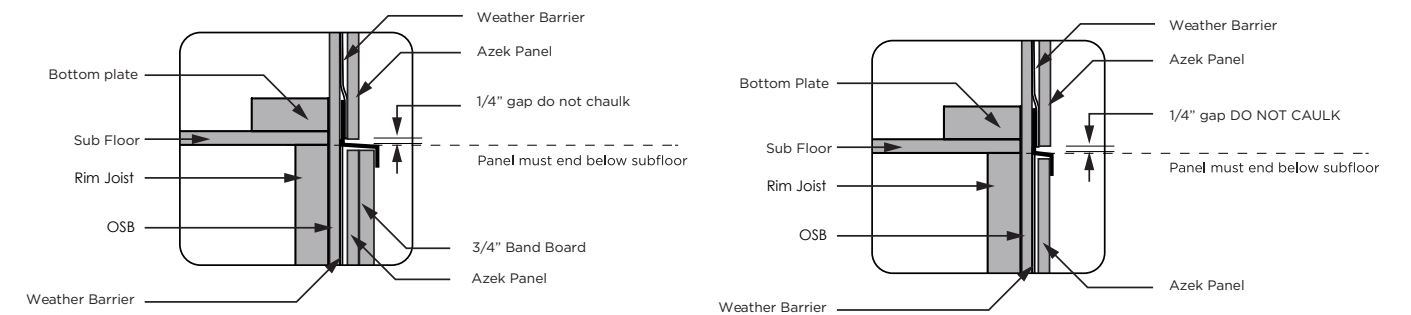 Weather Barrier
Azek Panel
Bottom plate
1/4” gap do not chaulk
Sub Floor
Panel must end below subfloor
Rim Joist
OSB
3/4” Band Board
Azek Panel
Weather Barrier
Weather Barrier
Azek Panel
Bottom Plate
1/4” gap DO NOT CAULK
Sub Floor
Panel must end below subfloor
Rim Joist
OSB
Azek Panel
Weather Barrier